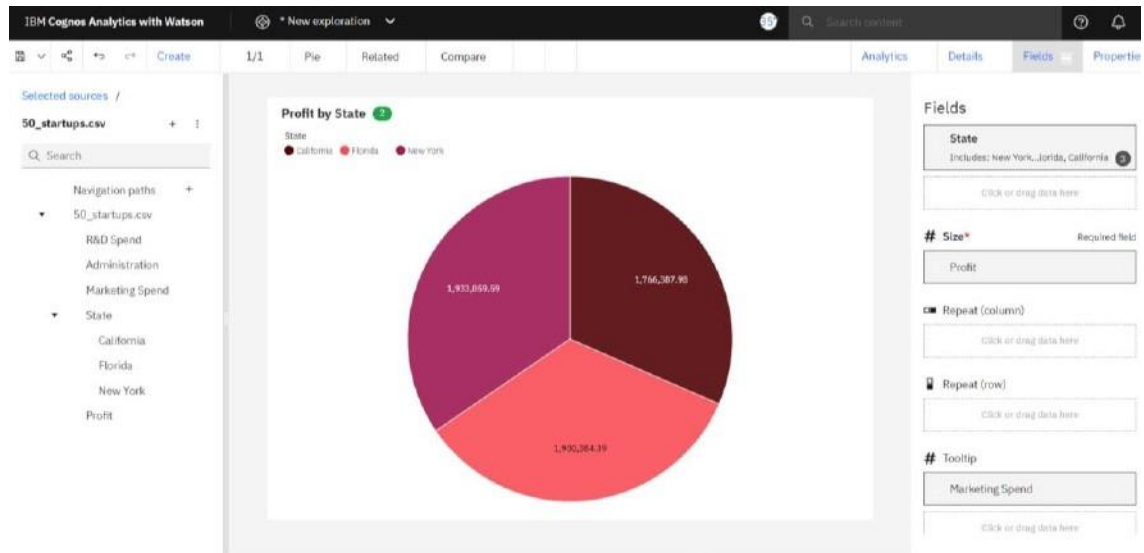 IBM Cognos Analytics with Watson
* New exploration
Search content
Create
1/1
Pie
Related
Compare
Analytics
Details
Fields
Propertie
Selected sources /
50_startups.csv
Search
Navigation paths
50_startups.csv
R&D Spend
Administration
Marketing Spend
State
California
Florida
New York
Profit
Profit by State 2
State
California Florida New York
1,933,859.59
1,766,387.98
1,900,384.39
Fields
State
Includes: New York...lorida, California 3
Click or drag data here
# Size*
Required field
Profit
Repeat (column)
Click or drag data here
Repeat (row)
Click or drag data here
# Tooltip
Marketing Spend
Click or drag data here